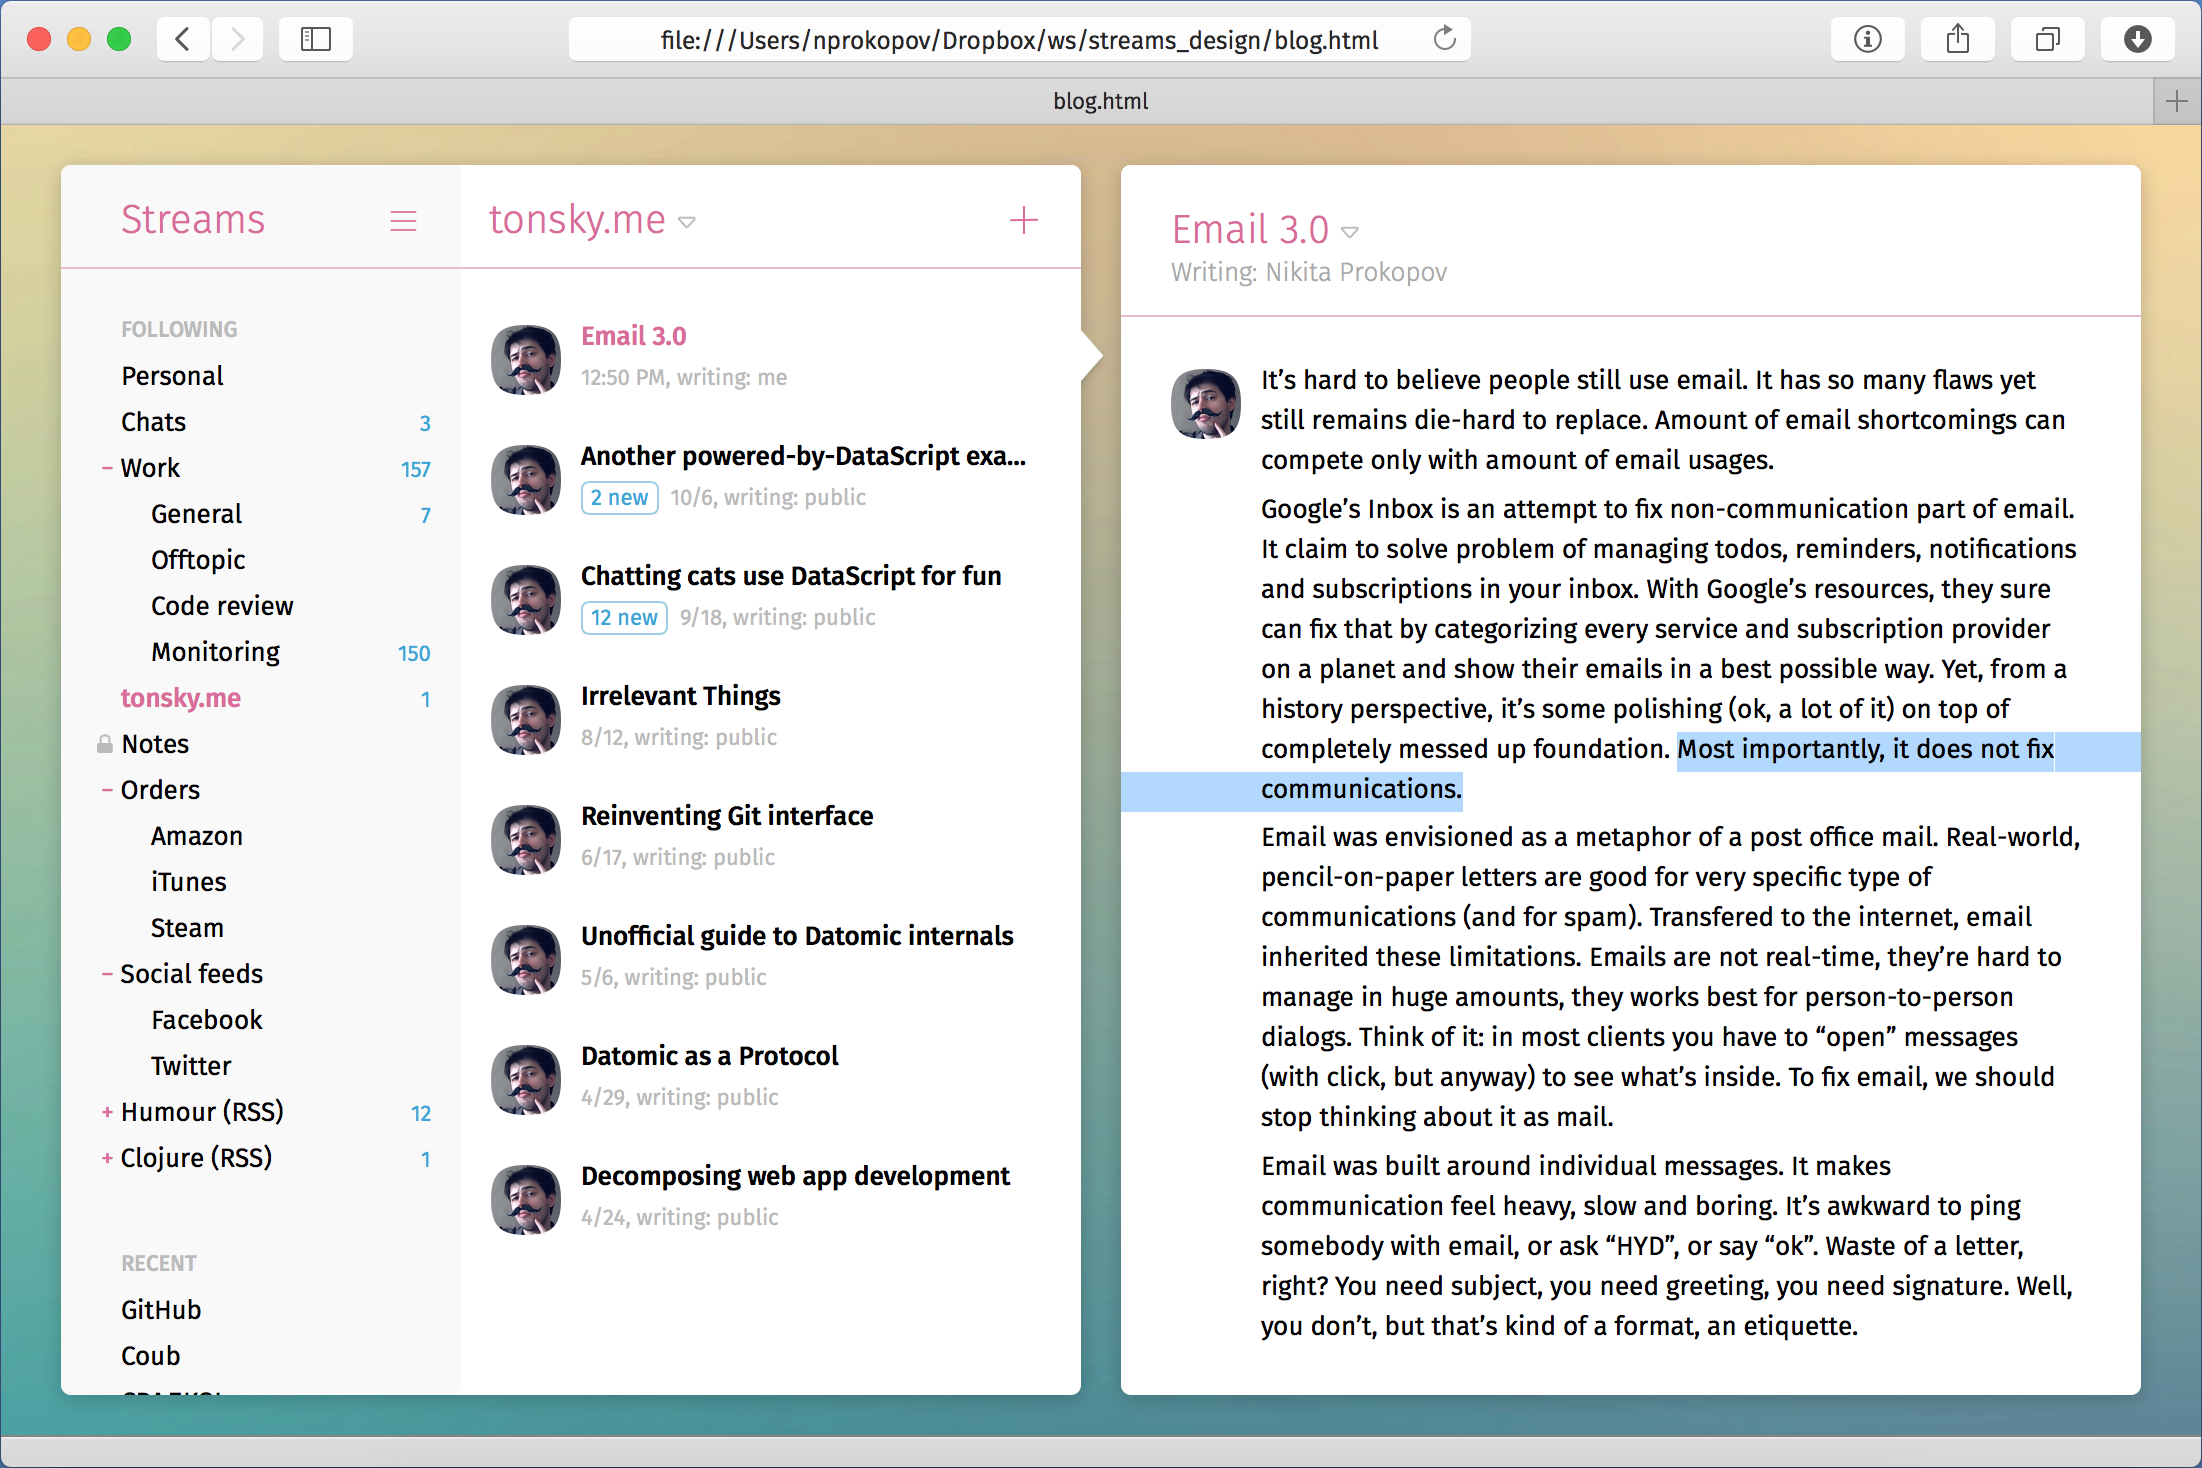 file:///Users/nprokopov/Dropbox/ws/streams_design/blog.html
blog.html
Streams
FOLLOWING
Personal
Chats 3
− Work 157
General 7
Offtopic
Code review
Monitoring 150
tonsky.me 1
Notes
− Orders
Amazon
iTunes
Steam
− Social feeds
Facebook
Twitter
+ Humour (RSS) 12
+ Clojure (RSS) 1
RECENT
GitHub
Coub
tonsky.me
Email 3.0
12:50 PM, writing: me
Another powered-by-DataScript exa...
2 new 10/6, writing: public
Chatting cats use DataScript for fun
12 new 9/18, writing: public
Irrelevant Things
8/12, writing: public
Reinventing Git interface
6/17, writing: public
Unofficial guide to Datomic internals
5/6, writing: public
Datomic as a Protocol
4/29, writing: public
Decomposing web app development
4/24, writing: public
Email 3.0
Writing: Nikita Prokopov
It’s hard to believe people still use email. It has so many flaws yet
still remains die-hard to replace. Amount of email shortcomings can
compete only with amount of email usages.
Google’s Inbox is an attempt to fix non-communication part of email.
It claim to solve problem of managing todos, reminders, notifications
and subscriptions in your inbox. With Google’s resources, they sure
can fix that by categorizing every service and subscription provider
on a planet and show their emails in a best possible way. Yet, from a
history perspective, it’s some polishing (ok, a lot of it) on top of
completely messed up foundation. Most importantly, it does not fix
communications.
Email was envisioned as a metaphor of a post office mail. Real-world,
pencil-on-paper letters are good for very specific type of
communications (and for spam). Transfered to the internet, email
inherited these limitations. Emails are not real-time, they’re hard to
manage in huge amounts, they works best for person-to-person
dialogs. Think of it: in most clients you have to “open” messages
(with click, but anyway) to see what’s inside. To fix email, we should
stop thinking about it as mail.
Email was built around individual messages. It makes
communication feel heavy, slow and boring. It’s awkward to ping
somebody with email, or ask “HYD”, or say “ok”. Waste of a letter,
right? You need subject, you need greeting, you need signature. Well,
you don’t, but that’s kind of a format, an etiquette.